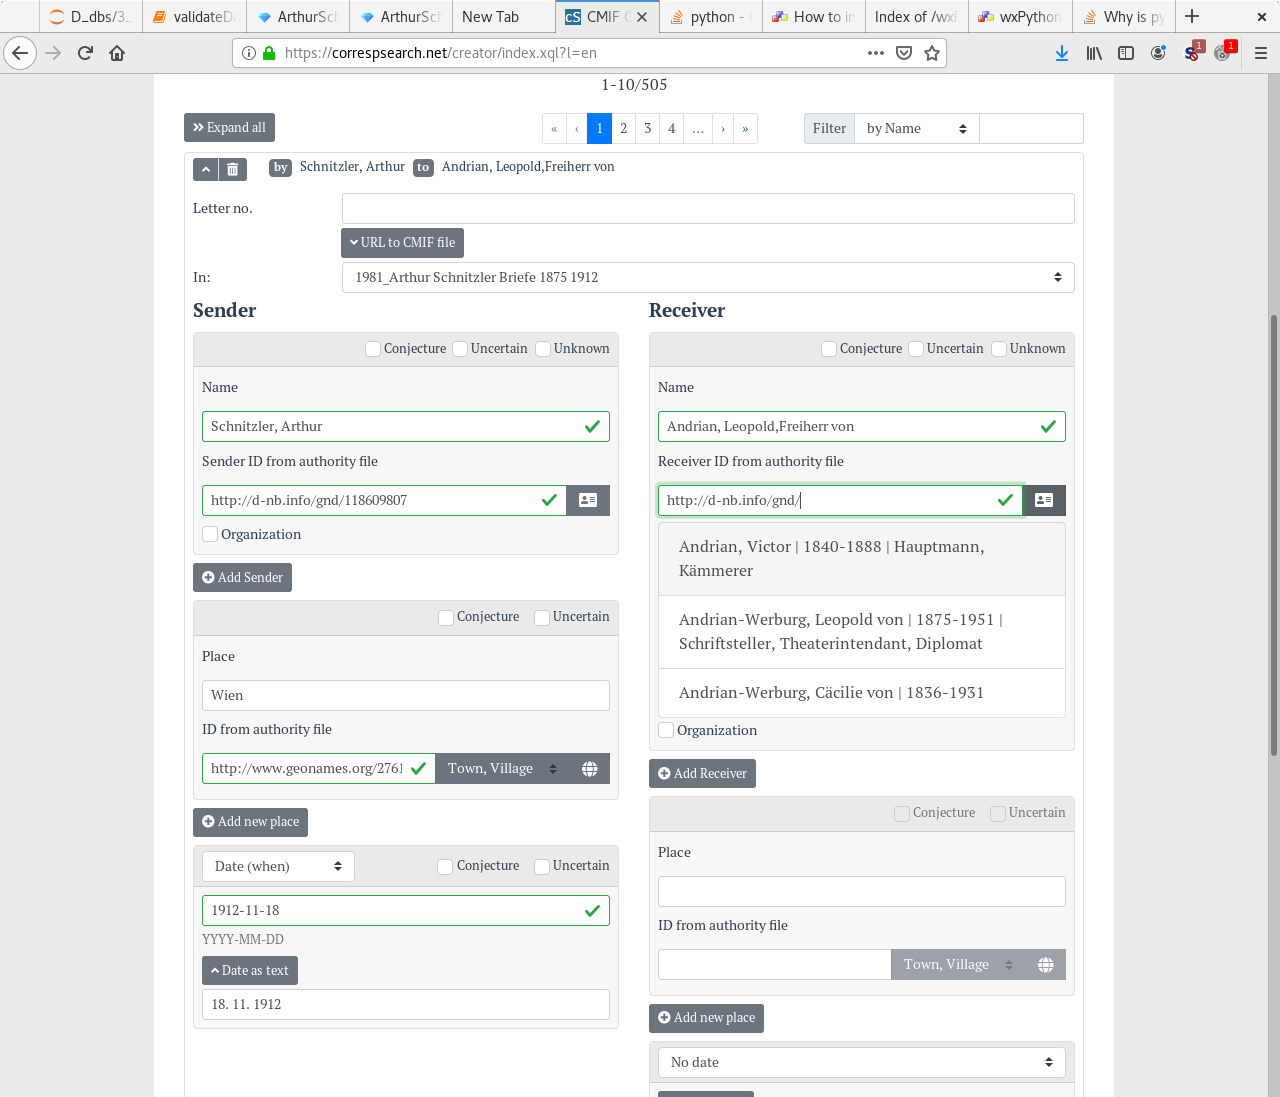 D_dbs/3_
validateDa
ArthurSch
ArthurSch
New Tab
CMIF C
python -
How to in
Index of /wxP
wxPython
Why is py
https://correspsearch.net/creator/index.xql?l=en
1
1
1-10/505
Expand all
« ‹ 1 2 3 4 … › »
Filter by Name
by Schnitzler, Arthur to Andrian, Leopold,Freiherr von
Letter no.
URL to CMIF file
In: 1981_Arthur Schnitzler Briefe 1875 1912
Sender
Conjecture Uncertain Unknown
Name
Schnitzler, Arthur
Sender ID from authority file
http://d-nb.info/gnd/118609807
Organization
Add Sender
Conjecture Uncertain
Place
Wien
ID from authority file
http://www.geonames.org/2761
Town, Village
Add new place
Date (when) Conjecture Uncertain
1912-11-18
YYYY-MM-DD
Date as text
18. 11. 1912
Receiver
Conjecture Uncertain Unknown
Name
Andrian, Leopold,Freiherr von
Receiver ID from authority file
http://d-nb.info/gnd/
Andrian, Victor | 1840-1888 | Hauptmann,
Kämmerer
Andrian-Werburg, Leopold von | 1875-1951 |
Schriftsteller, Theaterintendant, Diplomat
Andrian-Werburg, Cäcilie von | 1836-1931
Organization
Add Receiver
Conjecture Uncertain
Place
ID from authority file
Town, Village
Add new place
No date